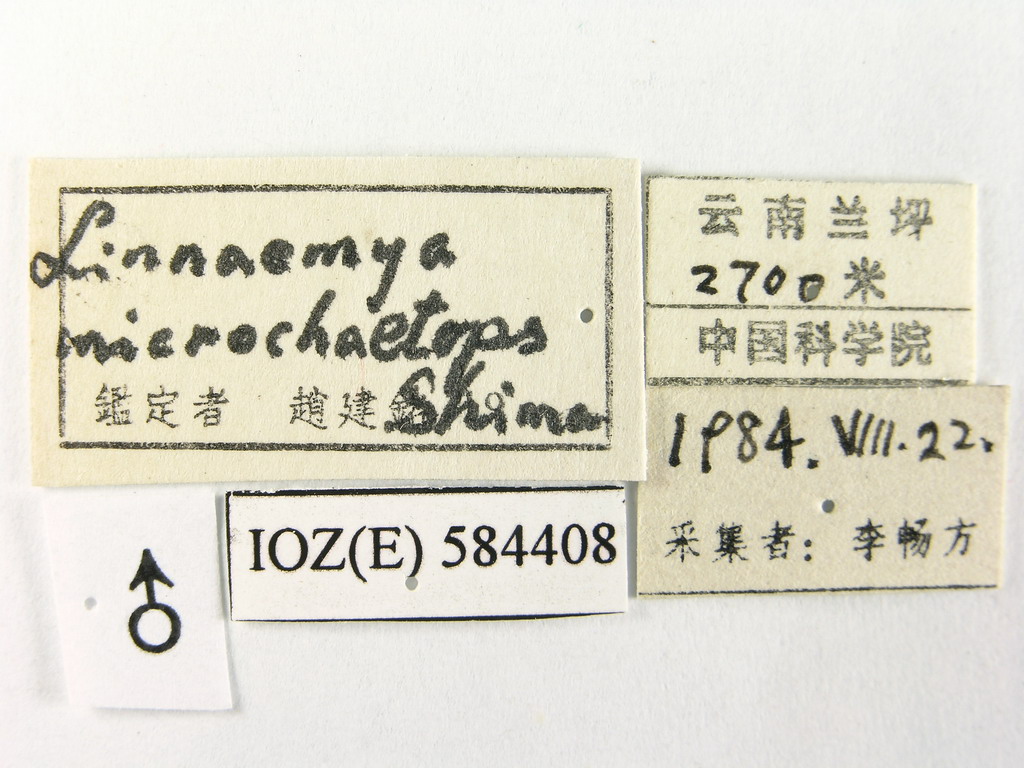 Linnaemya
microchaetops
Shima
鑑定者 趙建銘
云南兰坪
2700米
中国科学院
1984.VIII.22.
采集者：李畅方
IOZ(E) 584408
♂